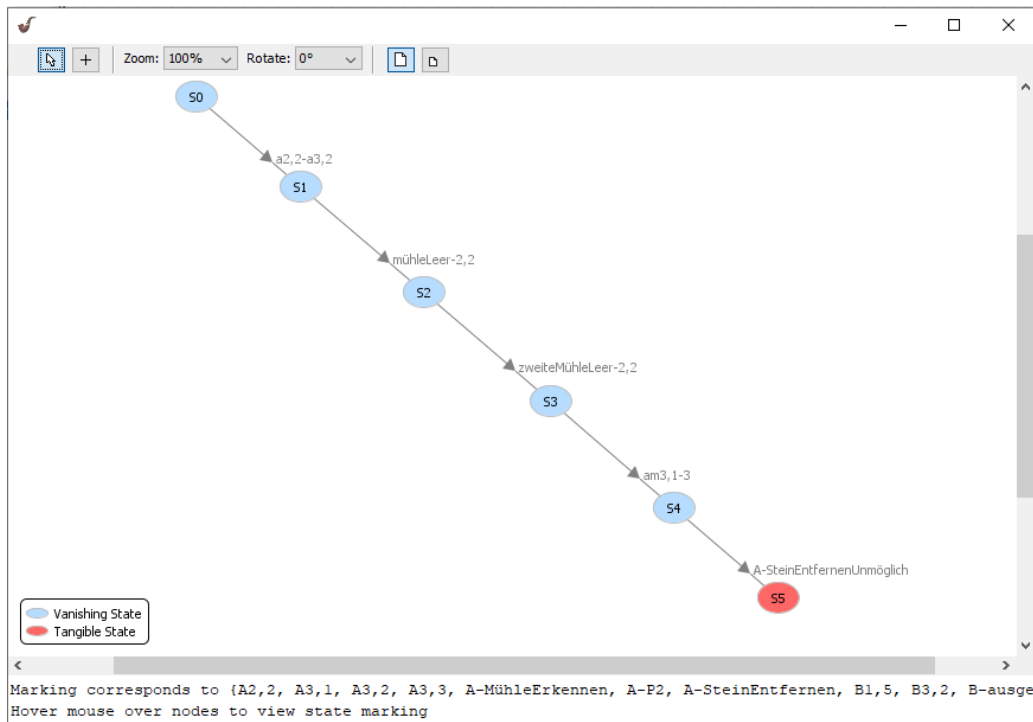 Zoom: 100% Rotate: 0°
S0
a2,2-a3,2
S1
mühleLeer-2,2
S2
zweiteMühleLeer-2,2
S3
am3,1-3
S4
A-SteinEntfernenUnmöglich
S5
Vanishing State
Tangible State
Marking corresponds to {A2,2, A3,1, A3,2, A3,3, A-MühleErkennen, A-P2, A-SteinEntfernen, B1,5, B3,2, B-ausge
Hover mouse over nodes to view state marking